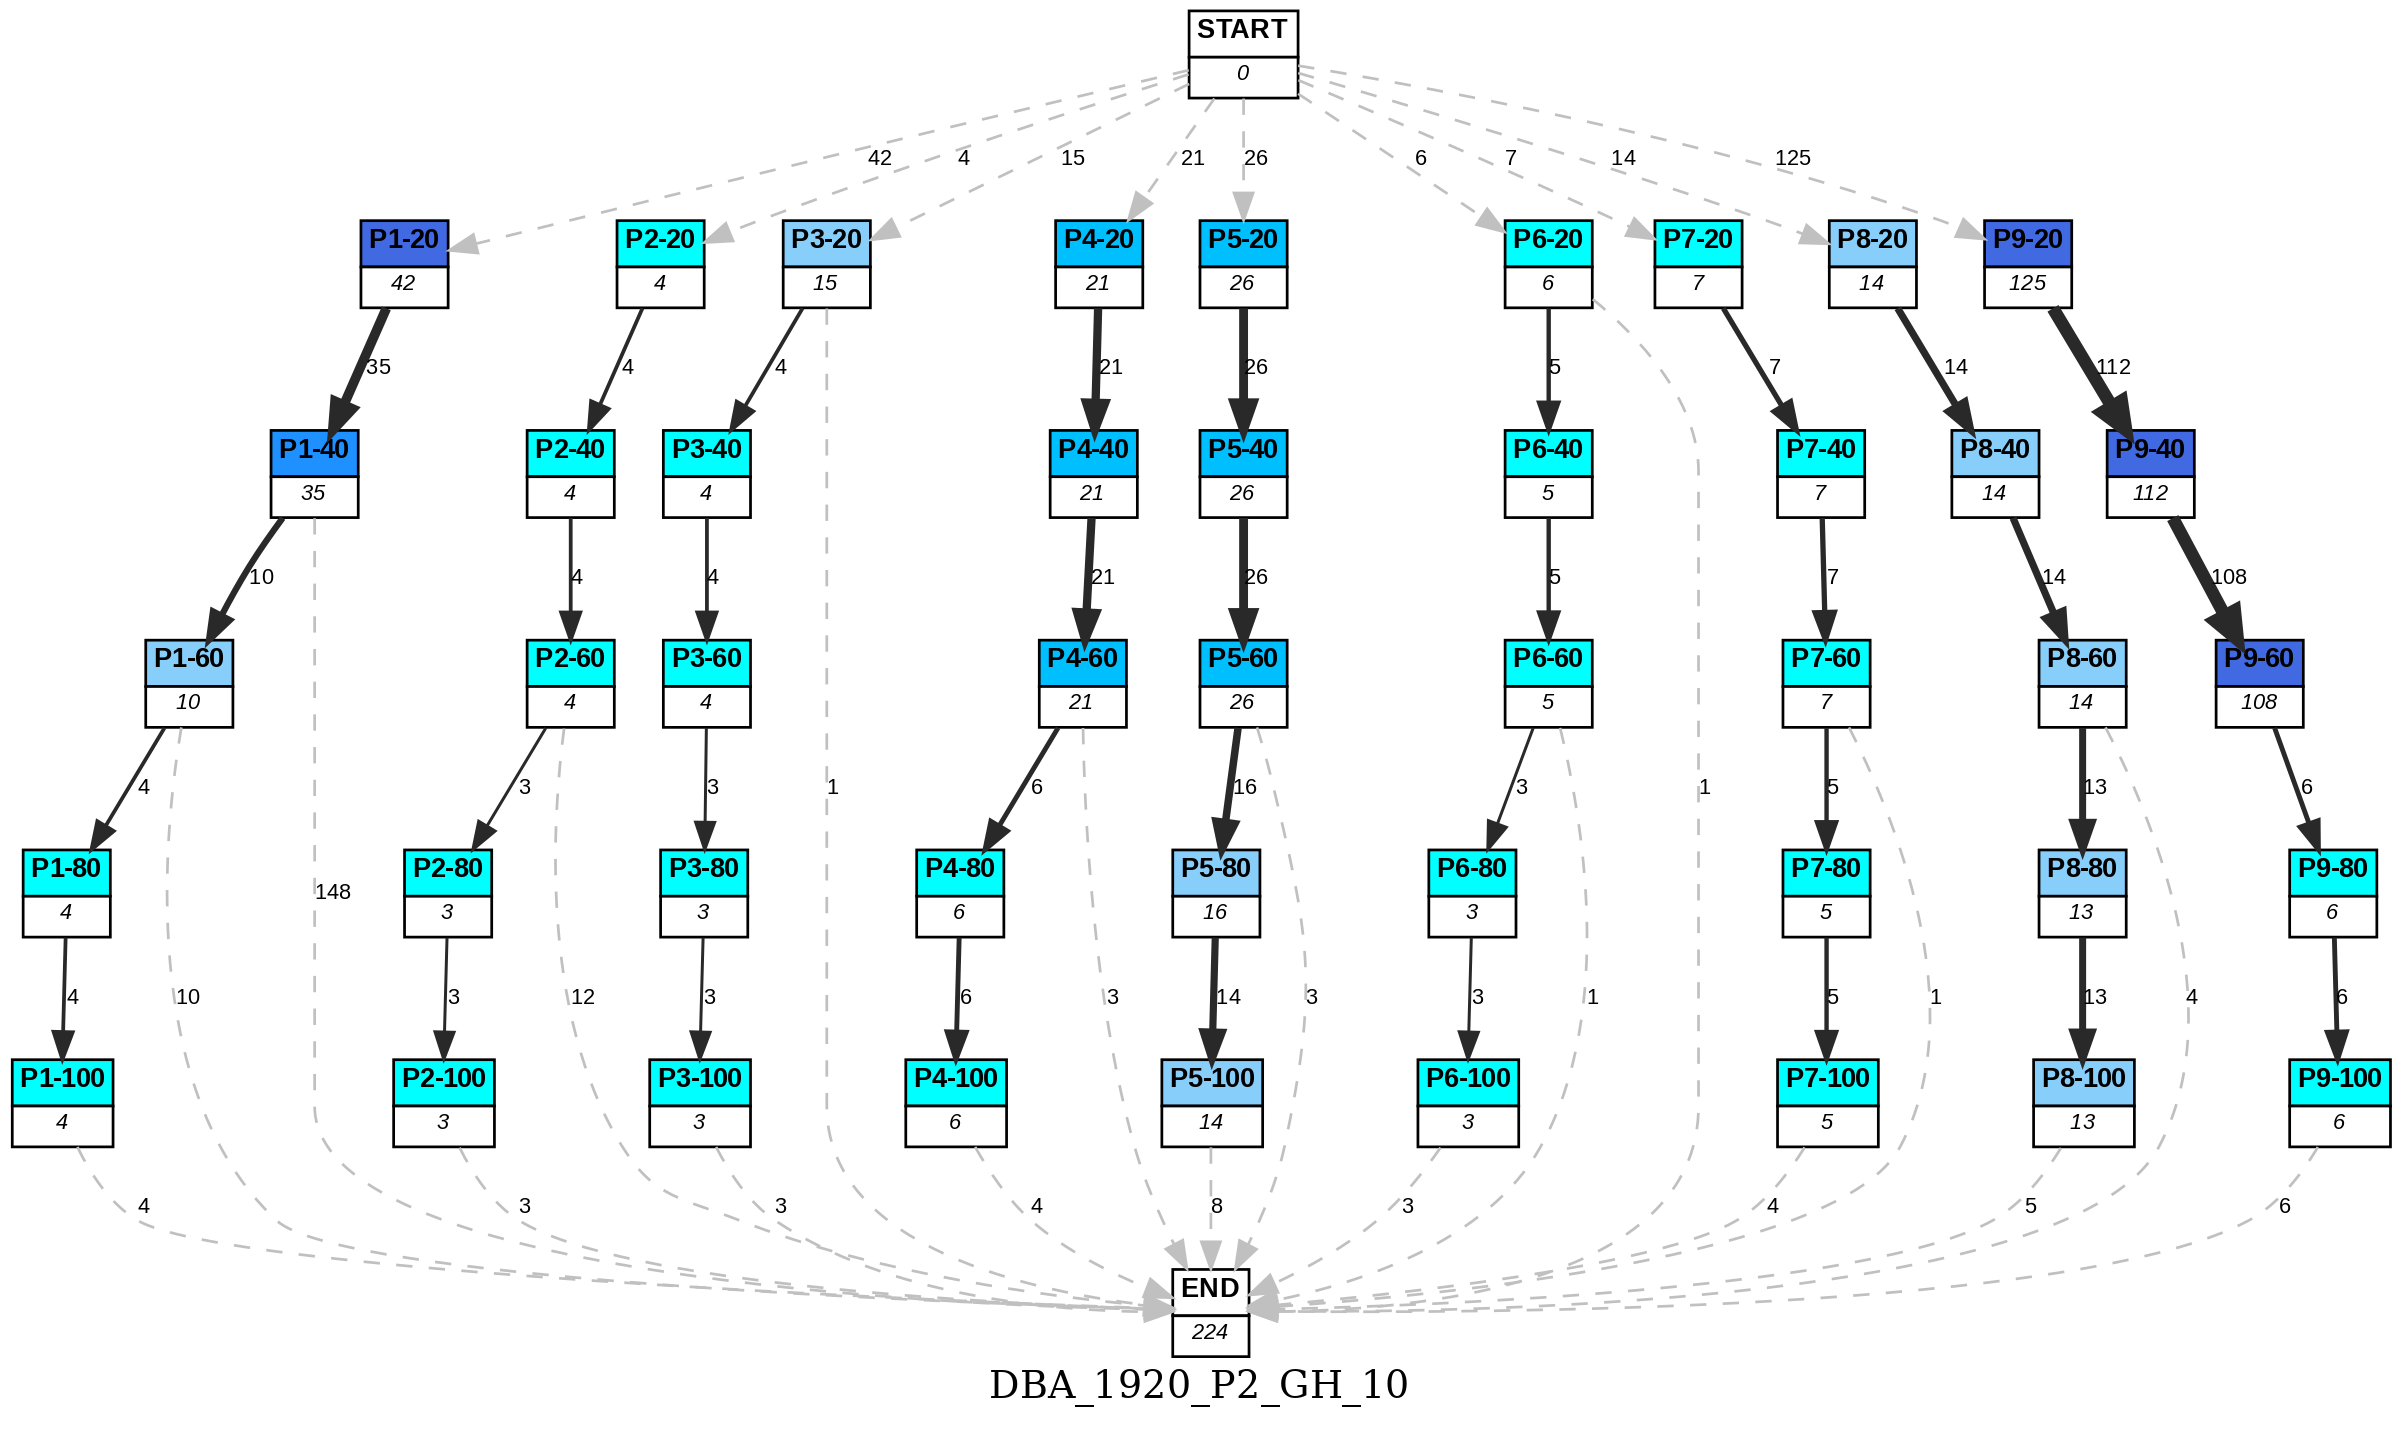 START
0
42 4 15 21 26 6 7 14 125
P1-20 P2-20 P3-20 P4-20 P5-20 P6-20 P7-20 P8-20 P9-20
42 4 15 21 26 6 7 14 125
35 4 4 21 26 5 7 14 112
P1-40 P2-40 P3-40 P4-40 P5-40 P6-40 P7-40 P8-40 P9-40
35 4 4 21 26 5 7 14 112
10 4 4 21 26 5 7 14 108
P1-60 P2-60 P3-60 P4-60 P5-60 P6-60 P7-60 P8-60 P9-60
10 4 4 21 26 5 7 14 108
4 3 3 1 6 16 3 1 5 13 6
P1-80 P2-80 P3-80 P4-80 P5-80 P6-80 P7-80 P8-80 P9-80
148
4 3 3 6 16 3 5 13 6
4 10 3 12 3 6 3 14 3 3 1 5 1 13 4 6
P1-100 P2-100 P3-100 P4-100 P5-100 P6-100 P7-100 P8-100 P9-100
4 3 3 6 14 3 5 13 6
4 3 3 4 8 3 4 5 6
END
224
DBA_1920_P2_GH_10